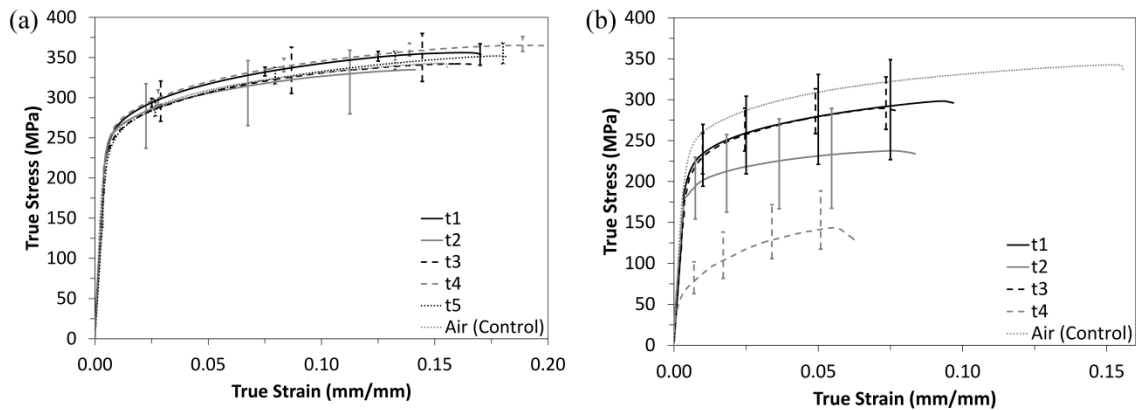 (a)
True Stress (MPa)
400
350
300
250
200
150
100
50
0
0.00
0.05
0.10
0.15
0.20
True Strain (mm/mm)
t1
t2
t3
t4
t5
Air (Control)
(b)
True Stress (MPa)
400
350
300
250
200
150
100
50
0
0.00
0.05
0.10
0.15
True Strain (mm/mm)
t1
t2
t3
t4
Air (Control)